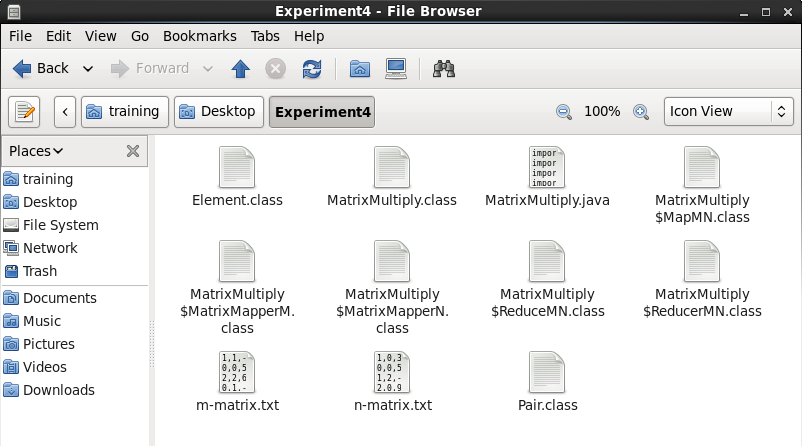 Experiment4 - File Browser
File Edit View Go Bookmarks Tabs Help
Back Forward
training Desktop Experiment4 100% Icon View
Places
training
Desktop
File System
Network
Trash
Documents
Music
Pictures
Videos
Downloads
Element.class
MatrixMultiply.class
impor
impor
impor
impor
MatrixMultiply.java
MatrixMultiply
$MapMN.class
MatrixMultiply
$MatrixMapperM.
class
MatrixMultiply
$MatrixMapperN.
class
MatrixMultiply
$ReduceMN.class
MatrixMultiply
$ReducerMN.class
1,1,-
0,0,5
2,2,6
0,1,-
m-matrix.txt
1,0,3
0,0,5
1,2,-
2,0,9
n-matrix.txt
Pair.class